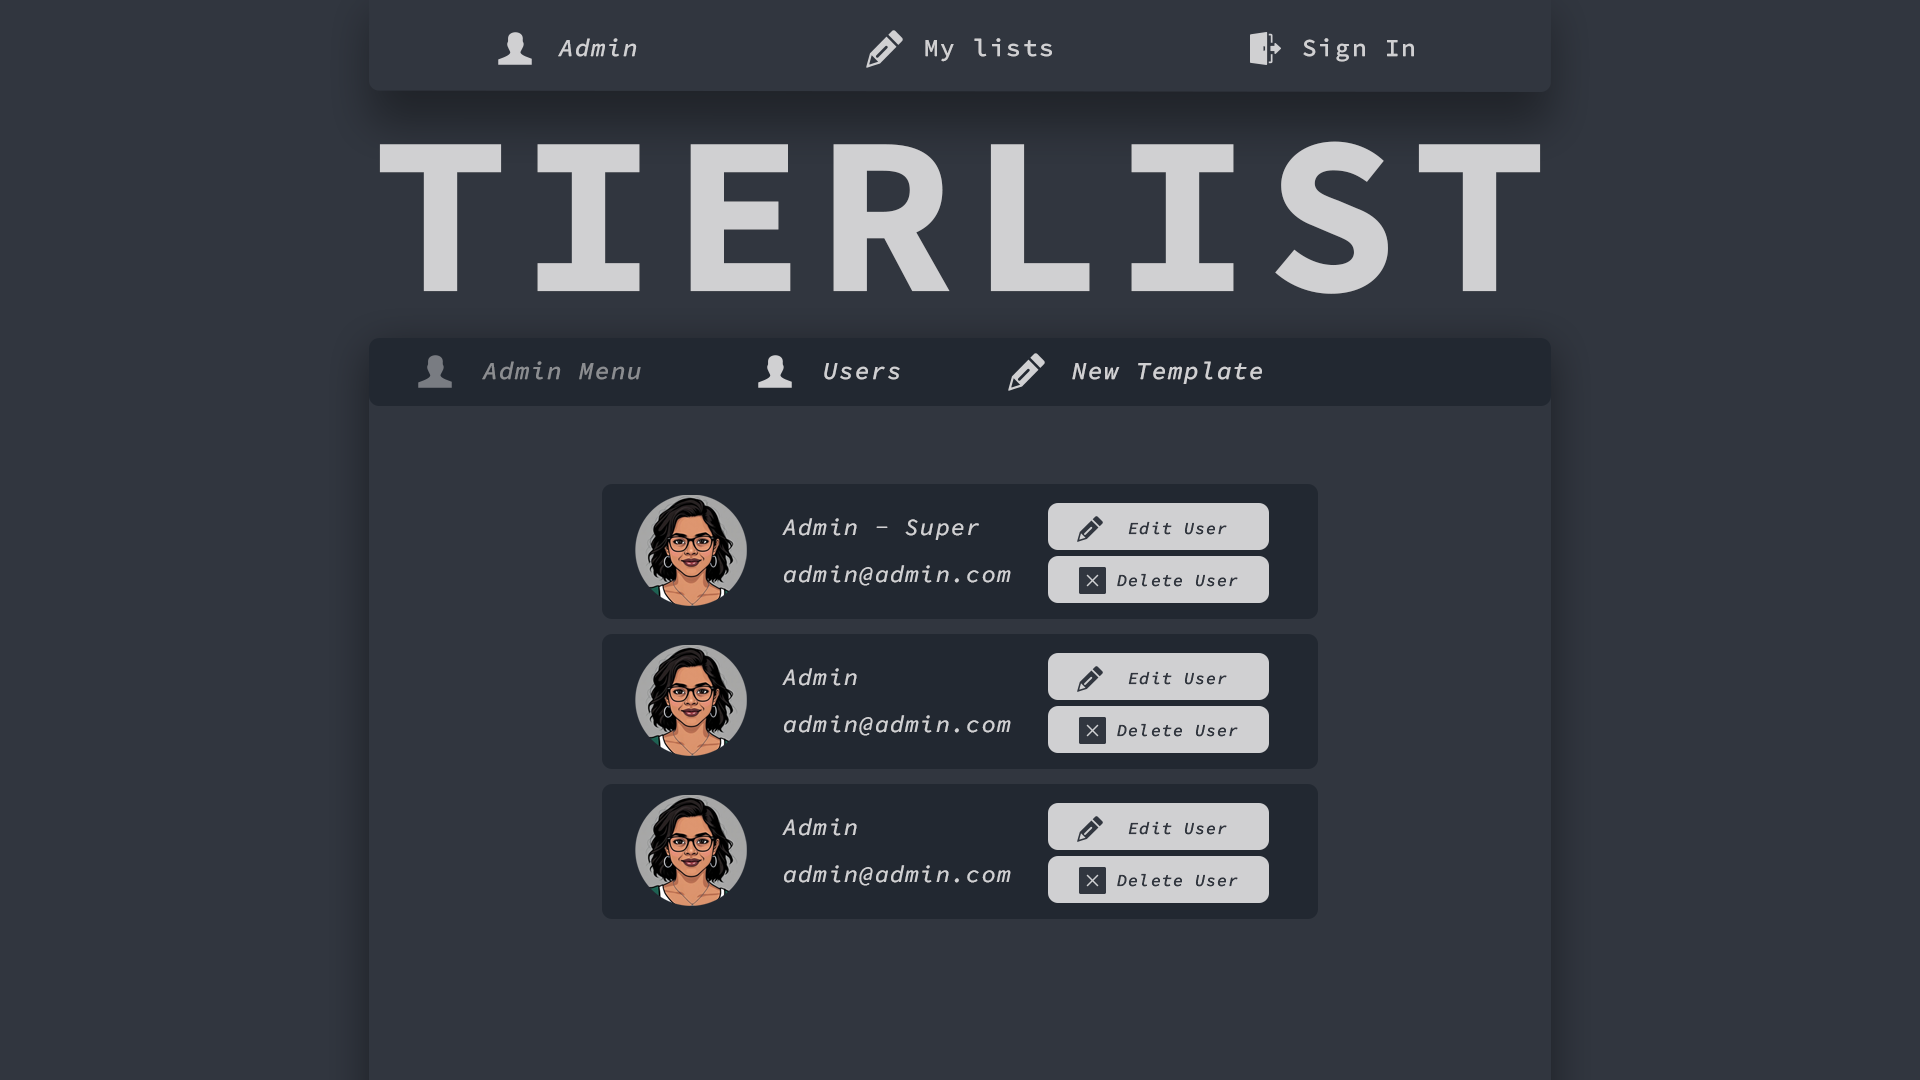 Admin
My lists
Sign In
TIERLIST
Admin Menu
Users
New Template
Admin - Super
admin@admin.com
Edit User
Delete User
Admin
admin@admin.com
Edit User
Delete User
Admin
admin@admin.com
Edit User
Delete User